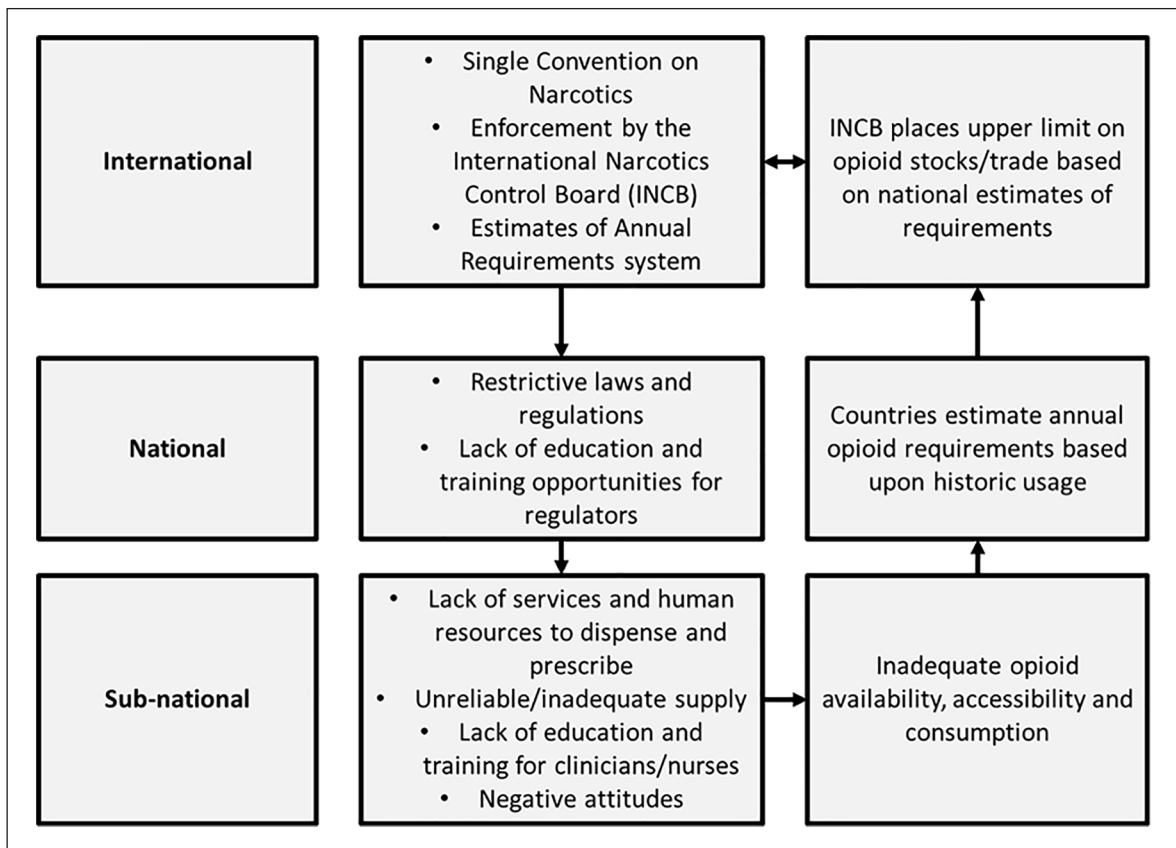 International
• Single Convention on
Narcotics
• Enforcement by the
International Narcotics
Control Board (INCB)
• Estimates of Annual
Requirements system
INCB places upper limit on
opioid stocks/trade based
on national estimates of
requirements
National
• Restrictive laws and
regulations
• Lack of education and
training opportunities for
regulators
Countries estimate annual
opioid requirements based
upon historic usage
Sub-national
• Lack of services and human
resources to dispense and
prescribe
• Unreliable/inadequate supply
• Lack of education and
training for clinicians/nurses
• Negative attitudes
Inadequate opioid
availability, accessibility and
consumption